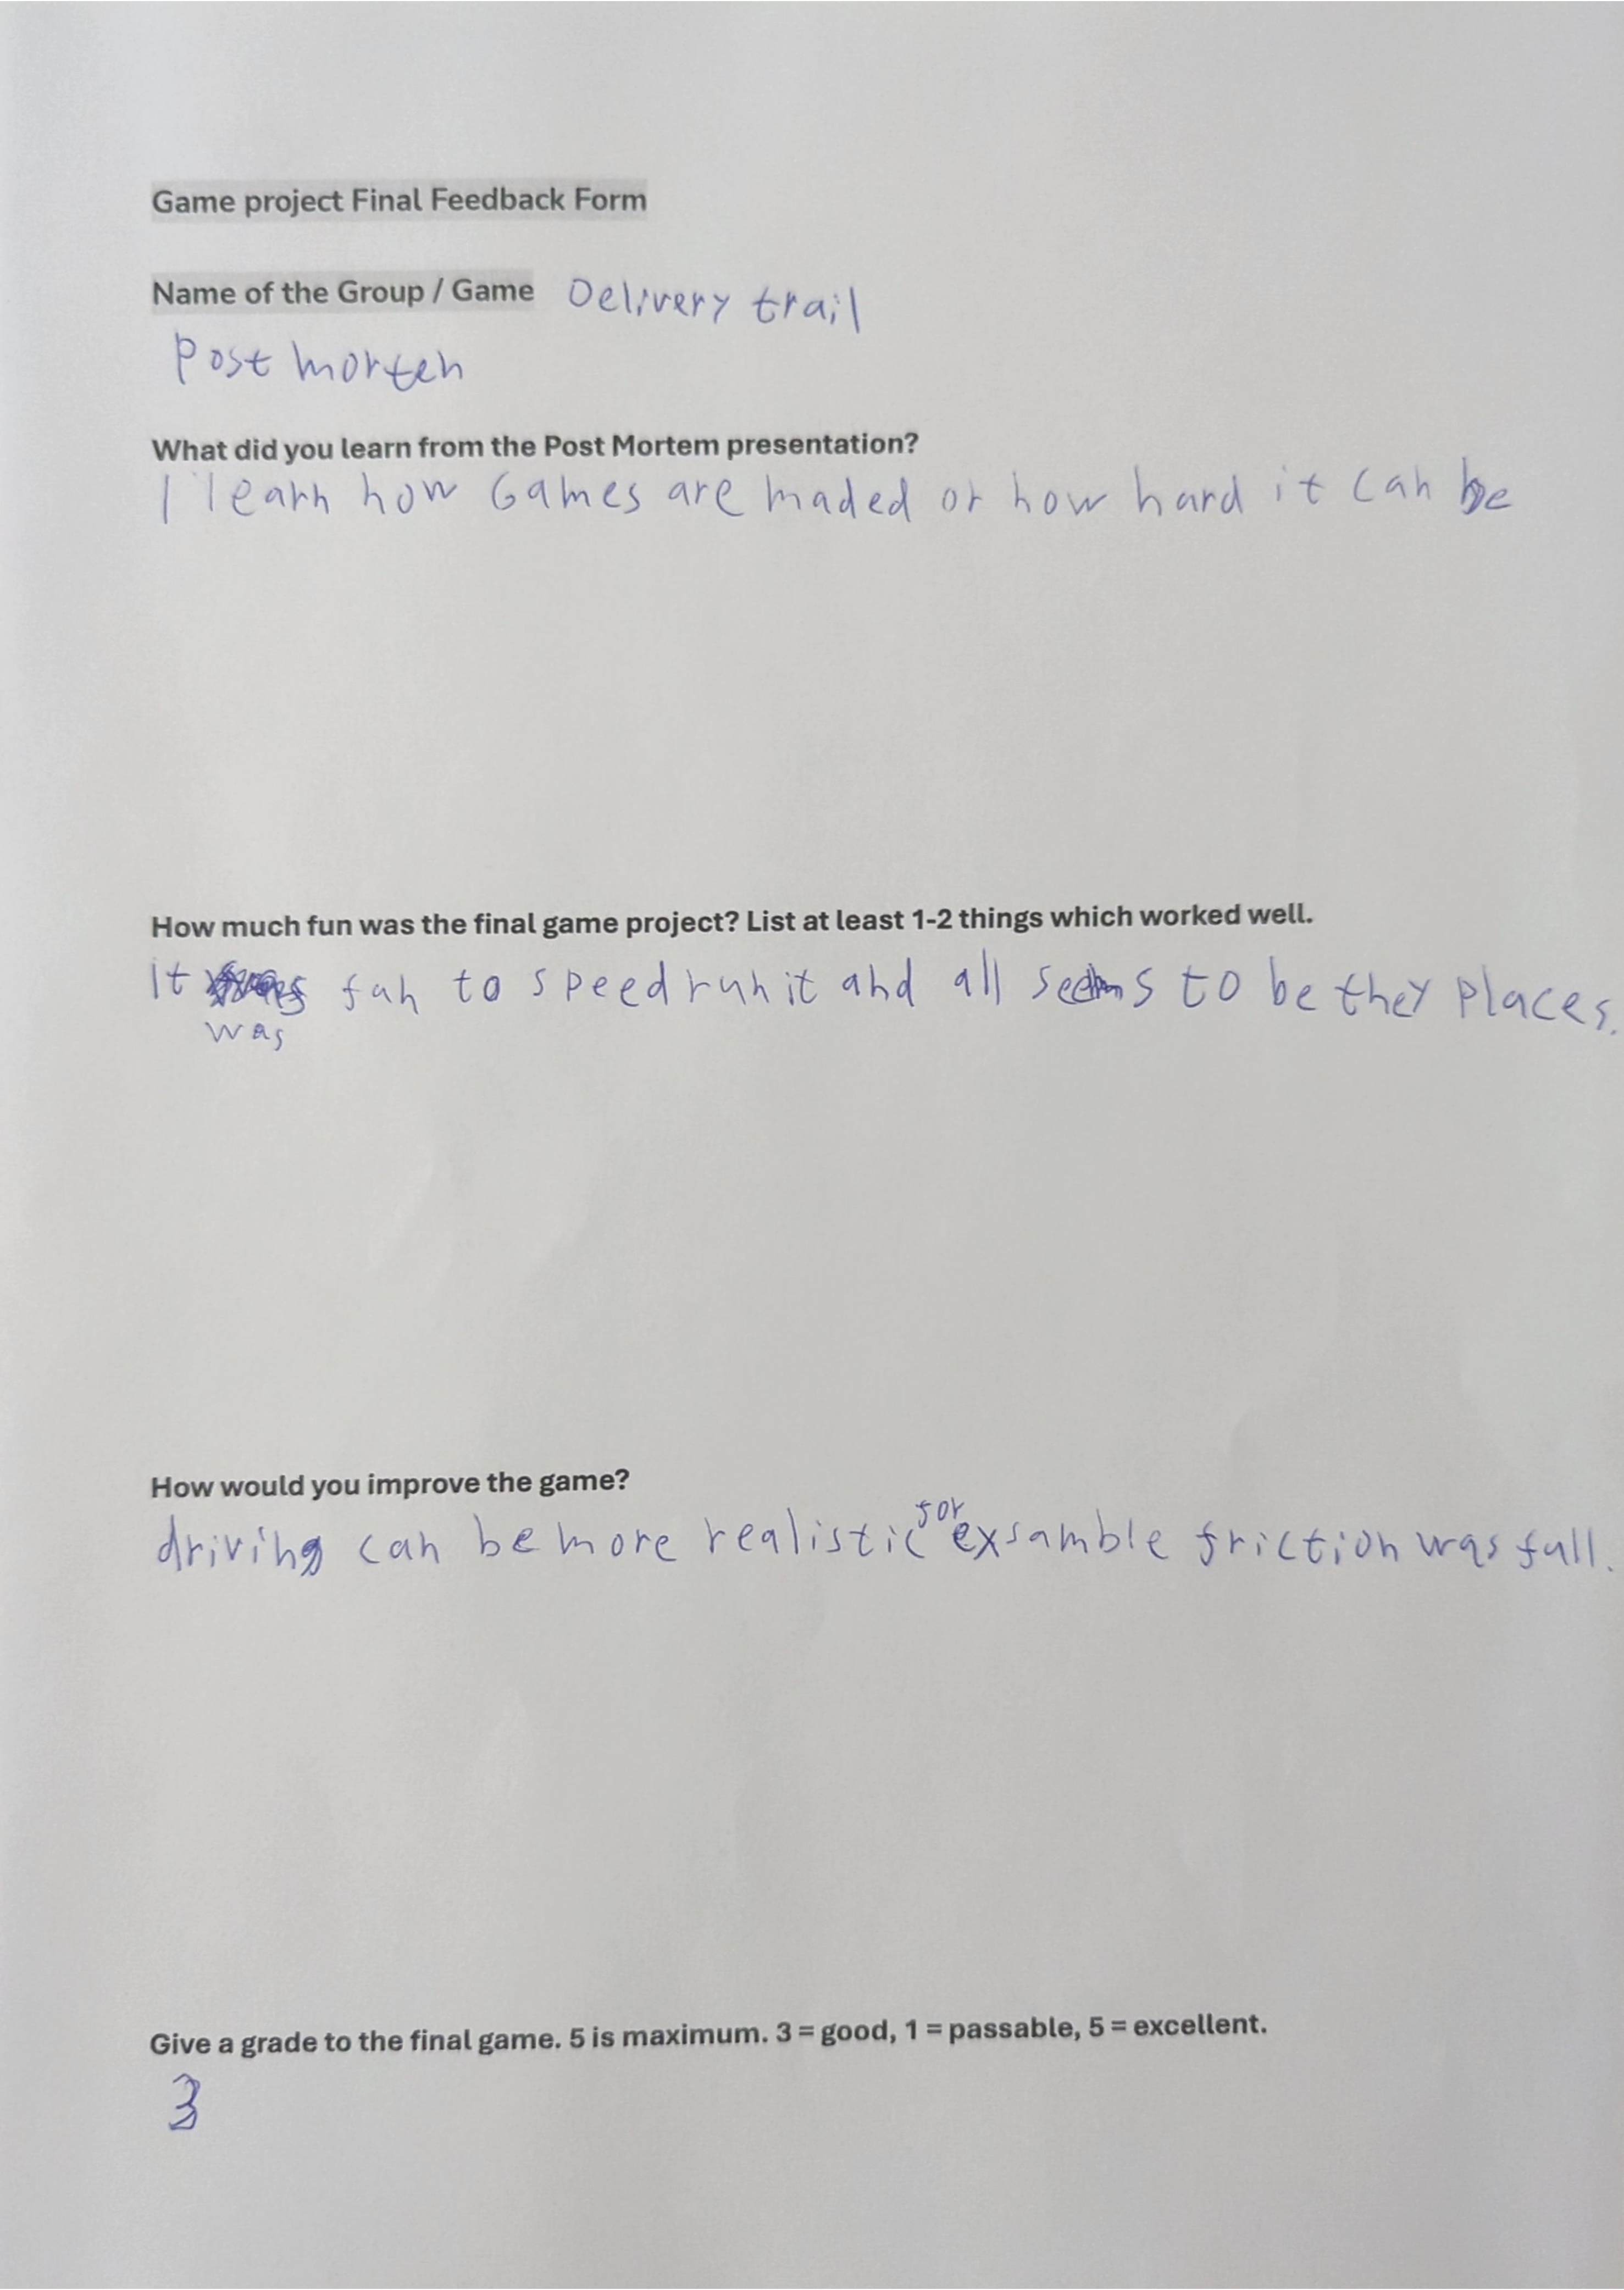 Game project Final Feedback Form
Name of the Group / Game Delivery trail
Post morten
What did you learn from the Post Mortem presentation?
I learn how Games are maded or how hard it can be
How much fun was the final game project? List at least 1-2 things which worked well.
It was fun to speedrun it and all seems to be they places.
How would you improve the game?
driving can be more realistic for exsamble friction was full.
Give a grade to the final game. 5 is maximum. 3 = good, 1 = passable, 5 = excellent.
3